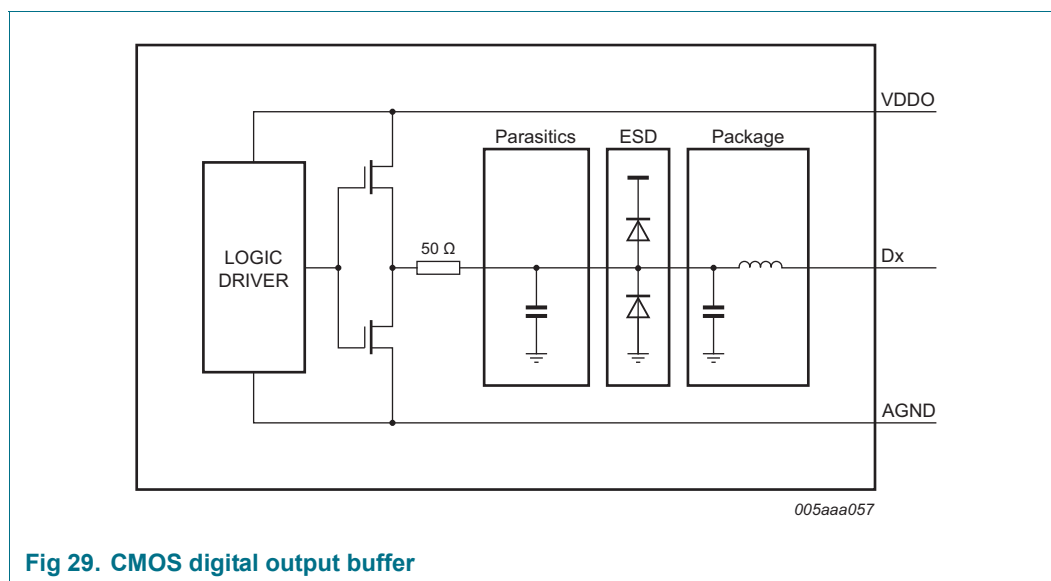 VDDO
Parasitics
ESD
Package
50 Ω
LOGIC
DRIVER
Dx
AGND
005aaa057
Fig 29. CMOS digital output buffer